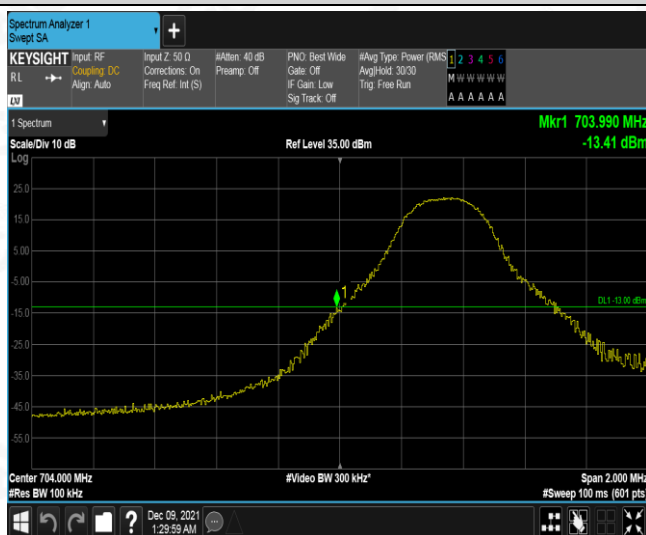 Spectrum Analyzer 1
Swept SA
+
KEYSIGHT
RL
LXI
Input: RF
Coupling: DC
Align: Auto
Input Z: 50 Ω
Corrections: On
Freq Ref: Int (S)
#Atten: 40 dB
Preamp: Off
PNO: Best Wide
Gate: Off
IF Gain: Low
Sig Track: Off
#Avg Type: Power (RMS
Avg|Hold: 30/30
Trig: Free Run
1 2 3 4 5 6
M W W W W W
A A A A A A
1 Spectrum
Mkr1 703.990 MHz
Scale/Div 10 dB
Ref Level 35.00 dBm
-13.41 dBm
Log
25.0
15.0
5.00
-5.00
-15.0
-25.0
-35.0
-45.0
-55.0
1
DL1 -13.00 dBm
Center 704.000 MHz
#Video BW 300 kHz*
Span 2.000 MHz
#Res BW 100 kHz
#Sweep 100 ms (601 pts)
?
Dec 09, 2021
1:29:59 AM